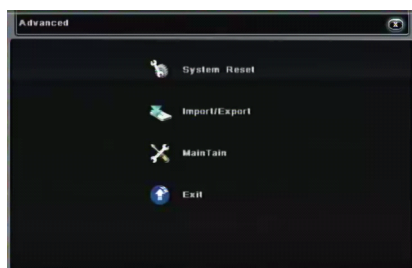 Advanced
System Reset
Import/Export
MainTain
Exit